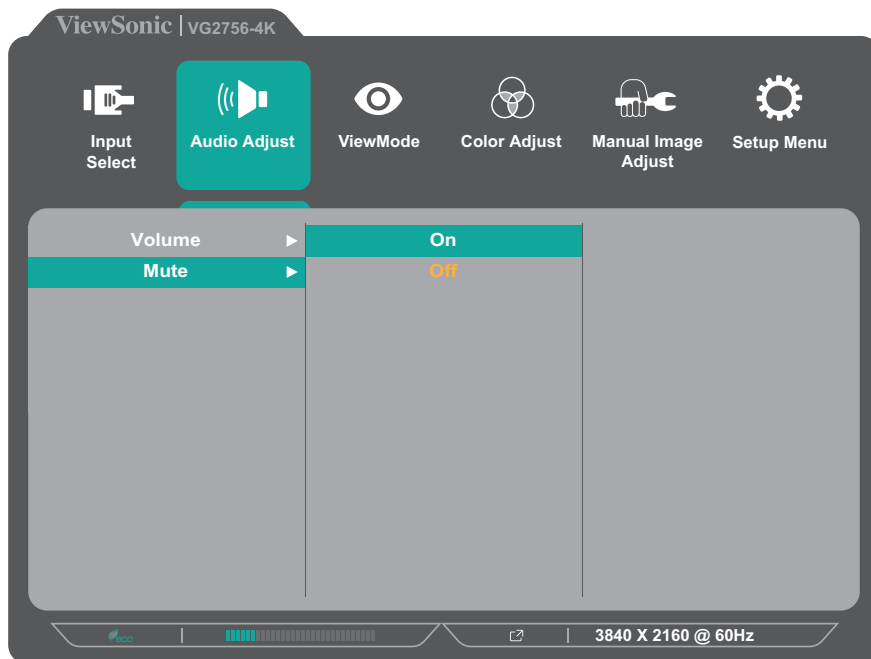 ViewSonic | VG2756-4K
Input
Select
Audio Adjust
ViewMode
Color Adjust
Manual Image
Adjust
Setup Menu
Volume
On
Mute
Off
eco
3840 X 2160 @ 60Hz